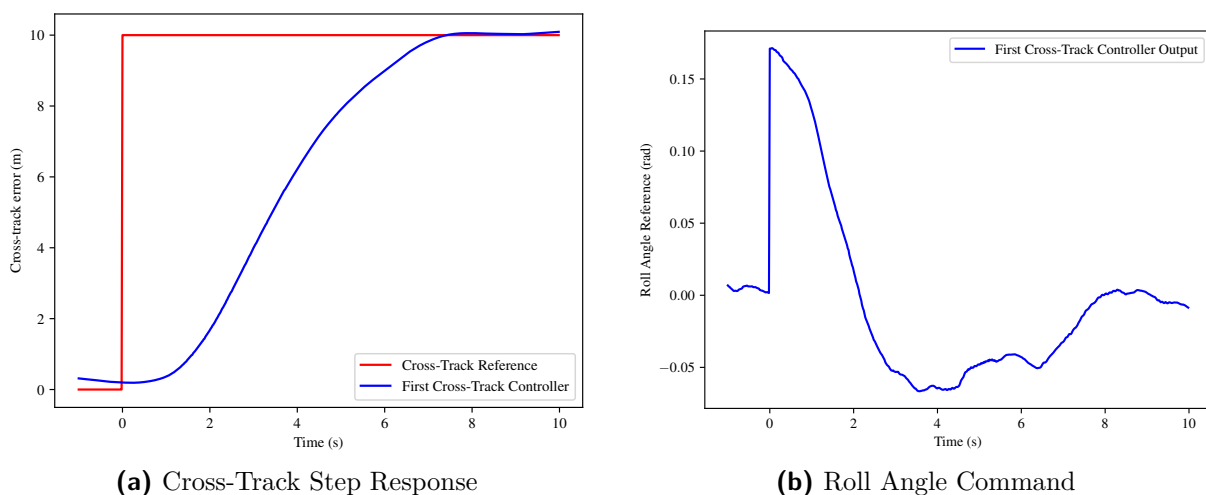 10
8
6
4
2
0
Cross-track error (m)
Cross-Track Reference
First Cross-Track Controller
0
2
4
6
8
10
Time (s)
(a) Cross-Track Step Response
First Cross-Track Controller Output
0.15
0.10
0.05
0.00
−0.05
Roll Angle Reference (rad)
0
2
4
6
8
10
Time (s)
(b) Roll Angle Command